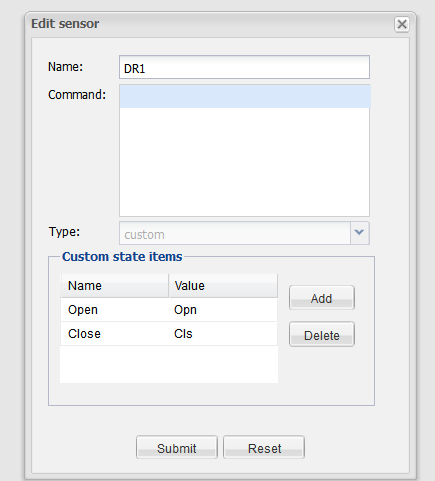 Edit sensor
Name: DR1
Command:
Type: custom
Custom state items
Name Value
Open Opn
Add
Close Cls
Delete
Submit Reset